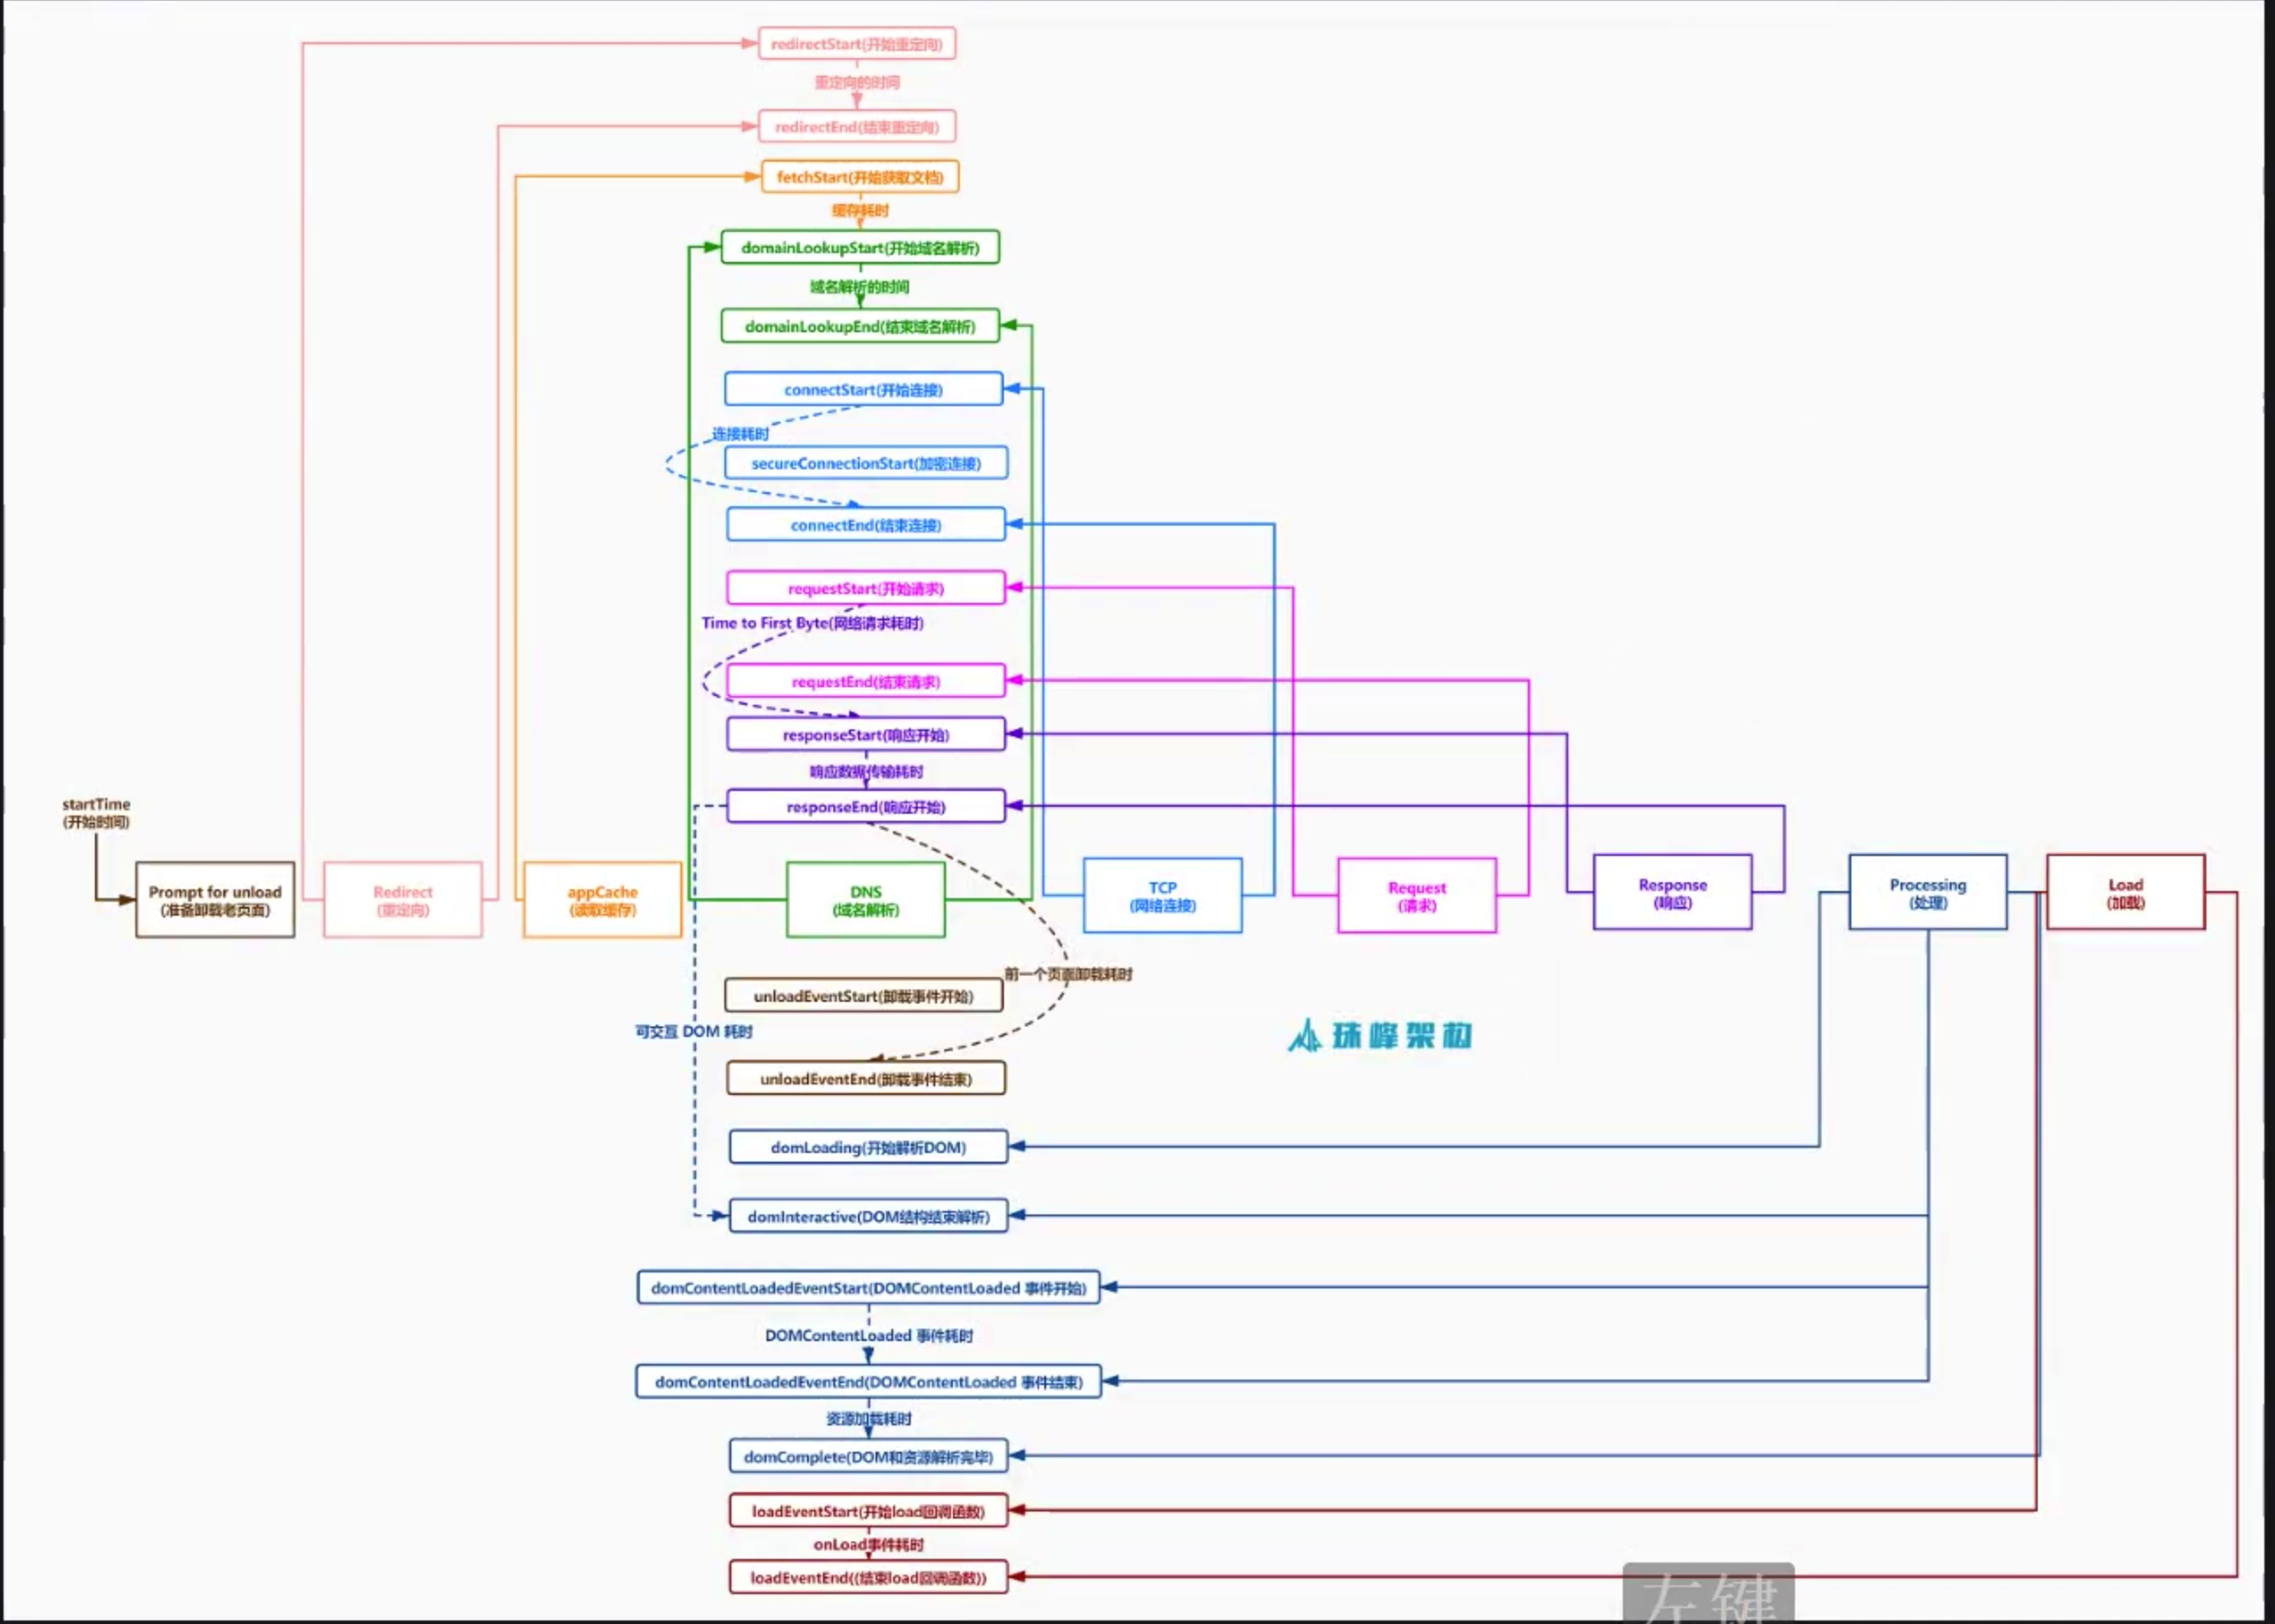 redirectStart(开始重定向)
重定向的时间
redirectEnd(结束重定向)
fetchStart(开始获取文档)
缓存耗时
domainLookupStart(开始域名解析)
域名解析的时间
domainLookupEnd(结束域名解析)
connectStart(开始连接)
连接耗时
secureConnectionStart(加密连接)
connectEnd(结束连接)
requestStart(开始请求)
Time to First Byte(网络请求耗时)
requestEnd(结束请求)
responseStart(响应开始)
响应数据传输耗时
responseEnd(响应开始)
startTime
(开始时间)
Prompt for unload
(准备卸载老页面)
Redirect
(重定向)
appCache
(读取缓存)
DNS
(域名解析)
TCP
(网络连接)
Request
(请求)
Response
(响应)
Processing
(处理)
Load
(加载)
前一个页面卸载耗时
unloadEventStart(卸载事件开始)
可交互 DOM 耗时
珠峰架构
unloadEventEnd(卸载事件结束)
domLoading(开始解析DOM)
domInteractive(DOM结构结束解析)
domContentLoadedEventStart(DOMContentLoaded 事件开始)
DOMContentLoaded 事件耗时
domContentLoadedEventEnd(DOMContentLoaded 事件结束)
资源加载耗时
domComplete(DOM和资源解析完毕)
loadEventStart(开始load回调函数)
onLoad事件耗时
loadEventEnd((结束load回调函数))
左键